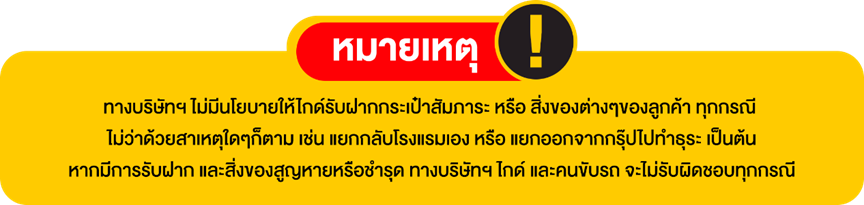 หมายเหตุ !
ทางบริษัทฯ ไม่มีนโยบายให้ไกด์รับฝากกระเป๋าสัมภาระ หรือ สิ่งของต่างๆของลูกค้า ทุกกรณี
ไม่ว่าด้วยสาเหตุใดๆก็ตาม เช่น แยกกลับโรงแรมเอง หรือ แยกออกจากกรุ๊ปไปทำธุระ เป็นต้น
หากมีการรับฝาก และสิ่งของสูญหายหรือชำรุด ทางบริษัทฯ ไกด์ และคนขับรถ จะไม่รับผิดชอบทุกกรณี